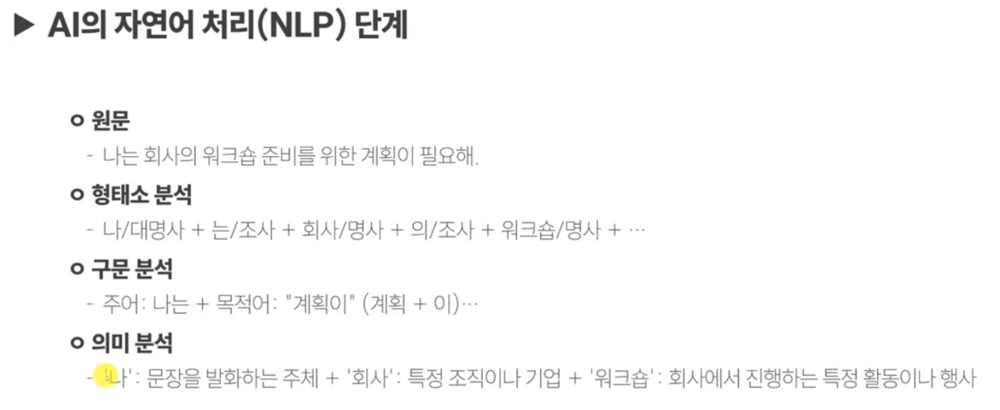 ▶ AI의 자연어 처리(NLP) 단계
ㅇ 원문
- 나는 회사의 워크숍 준비를 위한 계획이 필요해.
ㅇ 형태소 분석
- 나/대명사 + 는/조사 + 회사/명사 + 의/조사 + 워크숍/명사 + …
ㅇ 구문 분석
- 주어: 나는 + 목적어: "계획이" (계획 + 이)…
ㅇ 의미 분석
- '나': 문장을 발화하는 주체 + '회사': 특정 조직이나 기업 + '워크숍': 회사에서 진행하는 특정 활동이나 행사